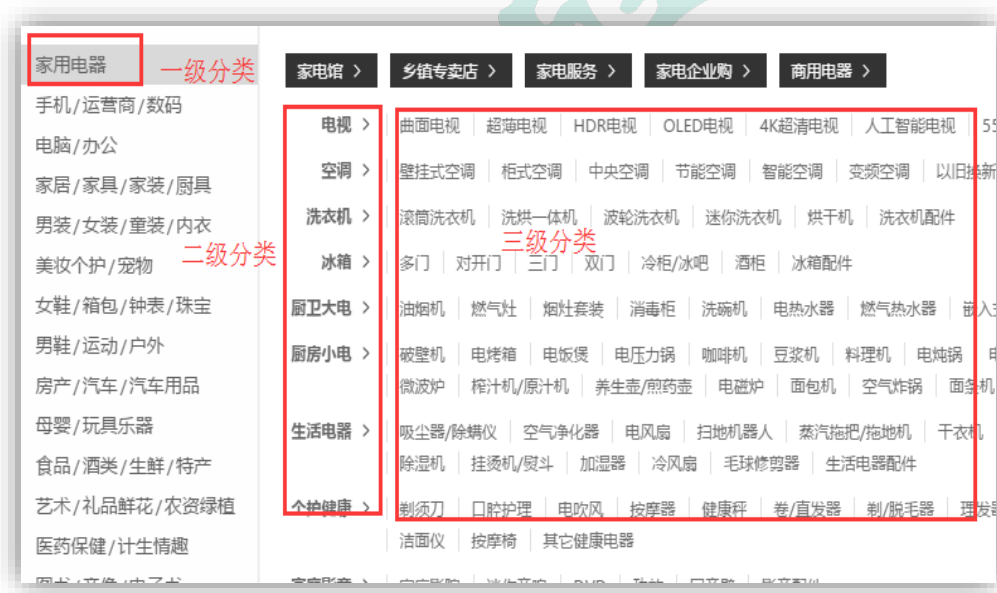 家用电器
一级分类
手机/运营商/数码
电脑/办公
家居/家具/家装/厨具
男装/女装/童装/内衣
美妆个护/宠物
二级分类
女鞋/箱包/钟表/珠宝
男鞋/运动/户外
房产/汽车/汽车用品
母婴/玩具乐器
食品/酒类/生鲜/特产
艺术/礼品鲜花/农资绿植
医药保健/计生情趣
家电馆 > 乡镇专卖店 > 家电服务 > 家电企业购 > 商用电器 >
电视 > 曲面电视 超薄电视 HDR电视 OLED电视 4K超清电视 人工智能电视 55
空调 > 壁挂式空调 柜式空调 中央空调 节能空调 智能空调 变频空调 以旧换新
洗衣机 > 滚筒洗衣机 洗烘一体机 波轮洗衣机 迷你洗衣机 烘干机 洗衣机配件
三级分类
冰箱 > 多门 对开门 三门 双门 冷柜/冰吧 酒柜 冰箱配件
厨卫大电 > 油烟机 燃气灶 烟灶套装 消毒柜 洗碗机 电热水器 燃气热水器 嵌入
厨房小电 > 破壁机 电烤箱 电饭煲 电压力锅 咖啡机 豆浆机 料理机 电炖锅
微波炉 榨汁机/原汁机 养生壶/煎药壶 电磁炉 面包机 空气炸锅 面条机
生活电器 > 吸尘器/除螨仪 空气净化器 电风扇 扫地机器人 蒸汽拖把/拖地机 干衣机
除湿机 挂烫机/熨斗 加湿器 冷风扇 毛球修剪器 生活电器配件
个护健康 > 剃须刀 口腔护理 电吹风 按摩器 健康秤 卷/直发器 剃/脱毛器 理发器
洁面仪 按摩椅 其它健康电器